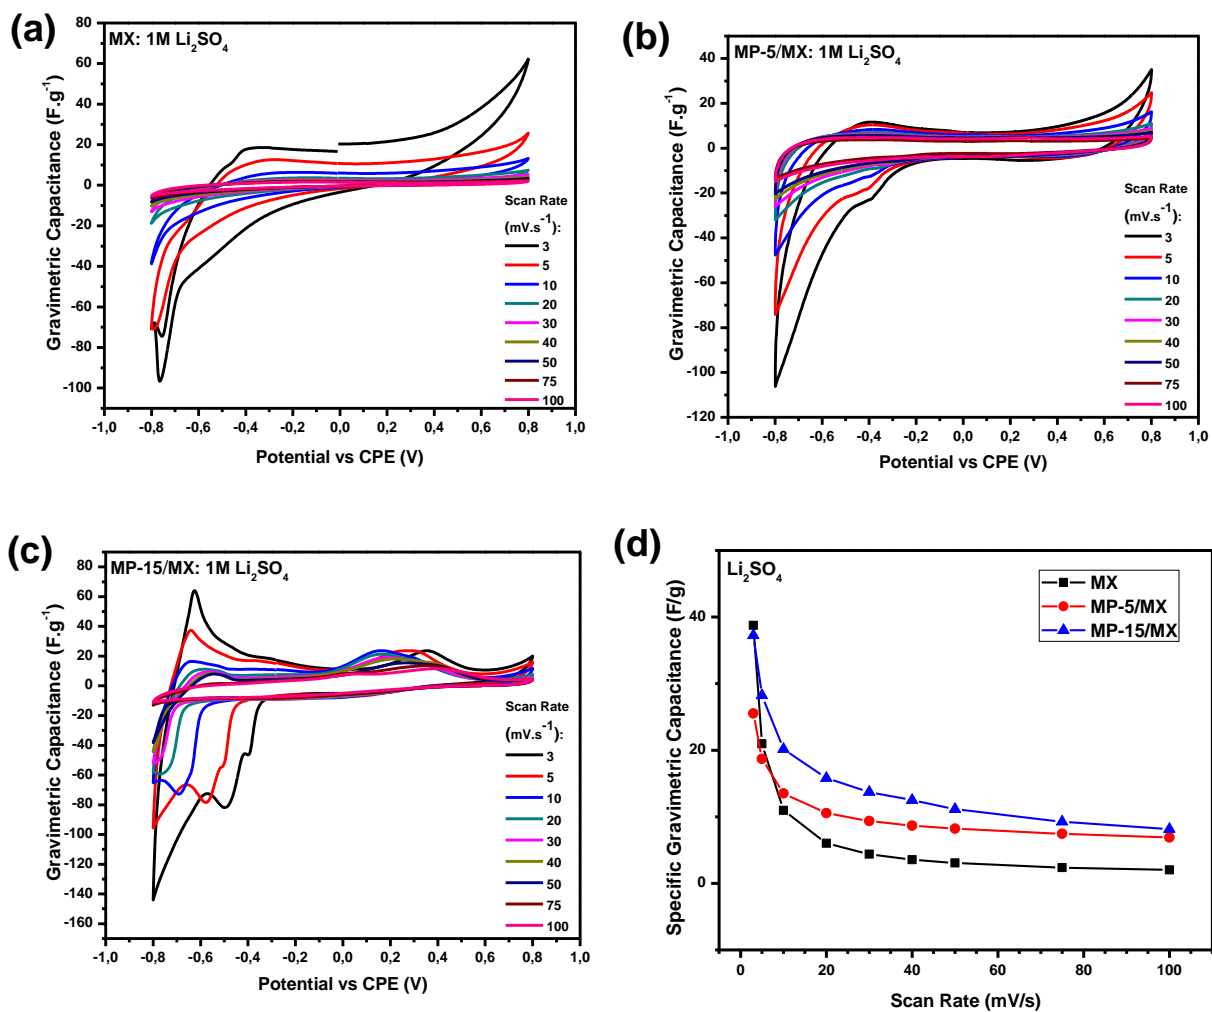 (a)
MX: 1M Li₂SO₄
Gravimetric Capacitance (F.g⁻¹)
80
60
40
20
0
-20
-40
-60
-80
-100
-1,0 -0,8 -0,6 -0,4 -0,2 0,0 0,2 0,4 0,6 0,8 1,0
Potential vs CPE (V)
Scan Rate
(mV.s⁻¹):
3
5
10
20
30
40
50
75
100
(b)
MP-5/MX: 1M Li₂SO₄
Gravimetric Capacitance (F.g⁻¹)
40
20
0
-20
-40
-60
-80
-100
-120
-1,0 -0,8 -0,6 -0,4 -0,2 0,0 0,2 0,4 0,6 0,8 1,0
Potential vs CPE (V)
Scan Rate
(mV.s⁻¹):
3
5
10
20
30
40
50
75
100
(c)
MP-15/MX: 1M Li₂SO₄
Gravimetric Capacitance (F.g⁻¹)
80
60
40
20
0
-20
-40
-60
-80
-100
-120
-140
-160
-1,0 -0,8 -0,6 -0,4 -0,2 0,0 0,2 0,4 0,6 0,8 1,0
Potential vs CPE (V)
Scan Rate
(mV.s⁻¹):
3
5
10
20
30
40
50
75
100
(d)
Li₂SO₄
Specific Gravimetric Capacitance (F/g)
40
20
0
0 20 40 60 80 100
Scan Rate (mV/s)
MX
MP-5/MX
MP-15/MX